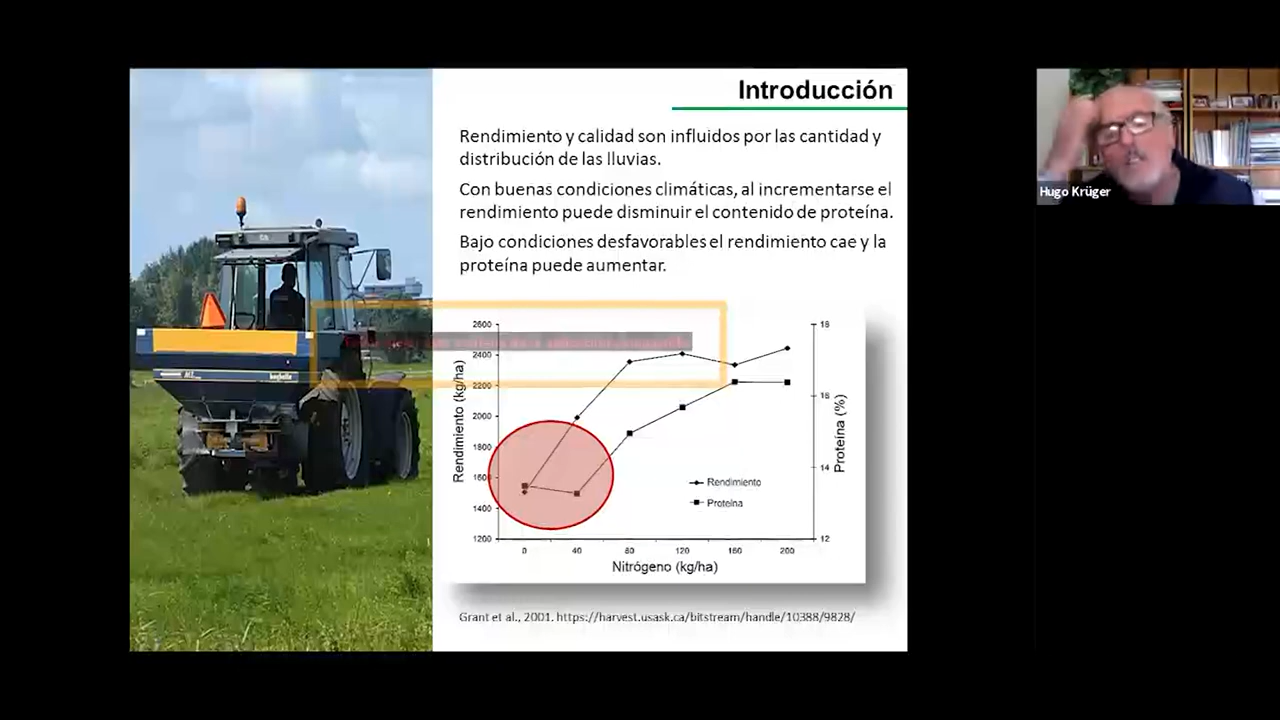 Introducción
Rendimiento y calidad son influidos por las cantidad y
distribución de las lluvias.
Con buenas condiciones climáticas, al incrementarse el
rendimiento puede disminuir el contenido de proteína.
Bajo condiciones desfavorables el rendimiento cae y la
proteína puede aumentar.
Hugo Krüger
2600
2400
2200
2000
1800
1600
1400
1200
Rendimiento (kg/ha)
18
16
14
12
Proteína (%)
Rendimiento
Proteína
0 40 80 120 160 200
Nitrógeno (kg/ha)
Grant et al., 2001. https://harvest.usask.ca/bitstream/handle/10388/9828/